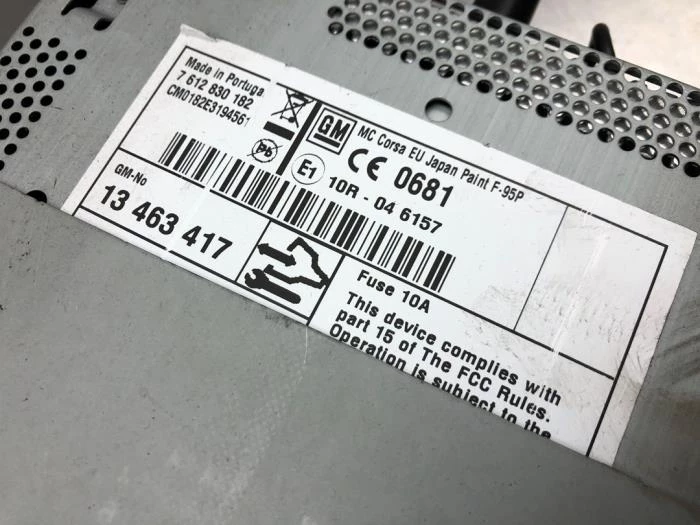 Made in Portuga
7 612 830 182
CM0182E3194561
Pb
GM
MC Corsa EU Japan Paint F-95P
CE 0681
E1 10R - 04 6157
GM-No
13 463 417
Fuse 10A
This device complies with
part 15 of The FCC Rules.
Operation is subject to the